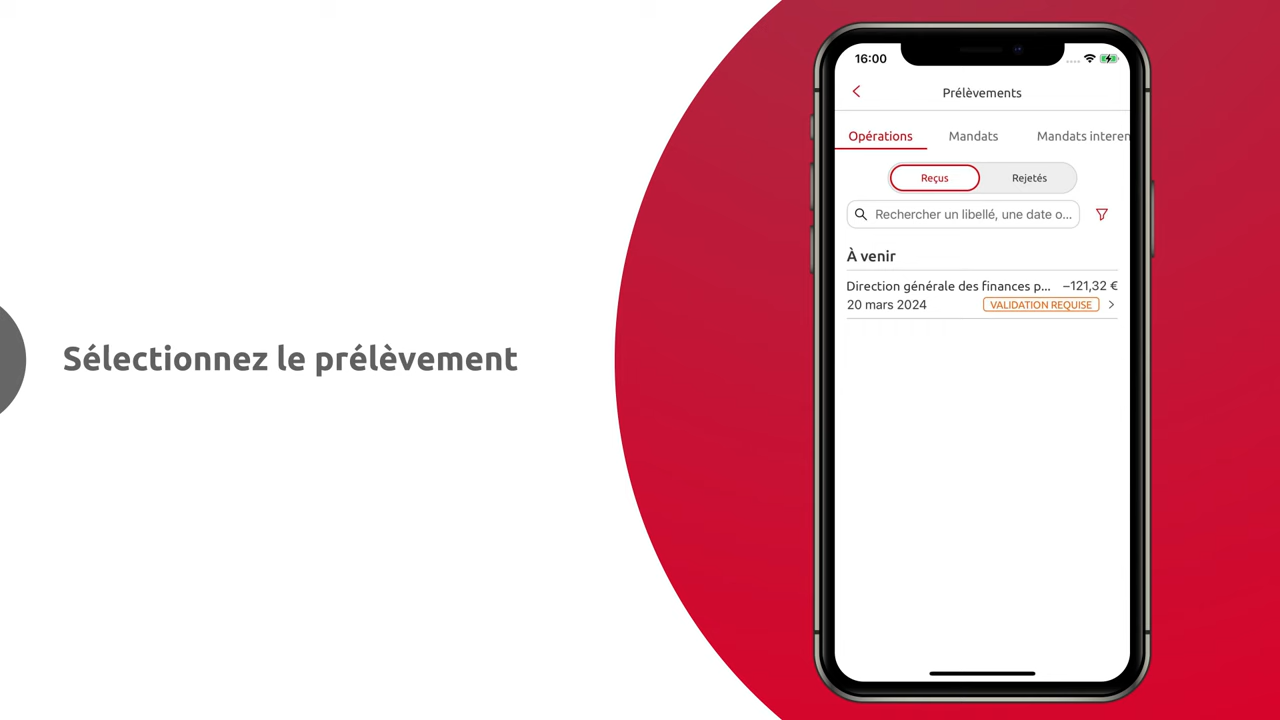 Sélectionnez le prélèvement
16:00
Prélèvements
Opérations Mandats Mandats interen
Reçus Rejetés
Rechercher un libellé, une date o...
À venir
Direction générale des finances p... −121,32 €
20 mars 2024 VALIDATION REQUISE